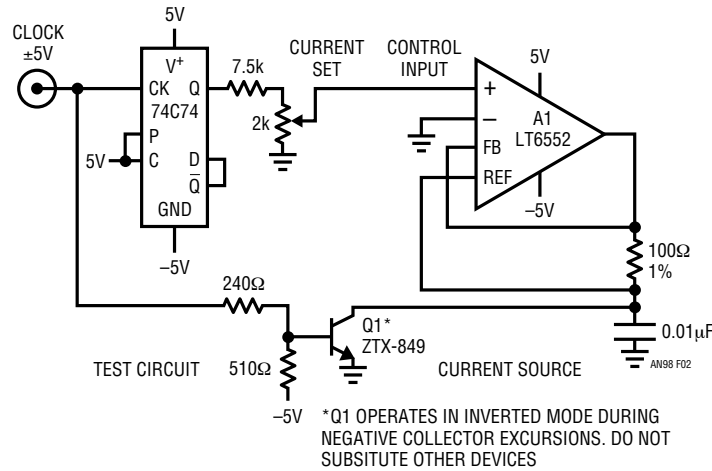 CLOCK
±5V
5V
V+
CK
Q
74C74
P
5V
C
D
Q̅
GND
–5V
7.5k
2k
CURRENT
SET
CONTROL
INPUT
5V
+
–
A1
LT6552
FB
REF
–5V
100Ω
1%
0.01µF
AN98 F02
240Ω
510Ω
–5V
Q1*
ZTX-849
TEST CIRCUIT
CURRENT SOURCE
*Q1 OPERATES IN INVERTED MODE DURING
NEGATIVE COLLECTOR EXCURSIONS. DO NOT
SUBSITUTE OTHER DEVICES